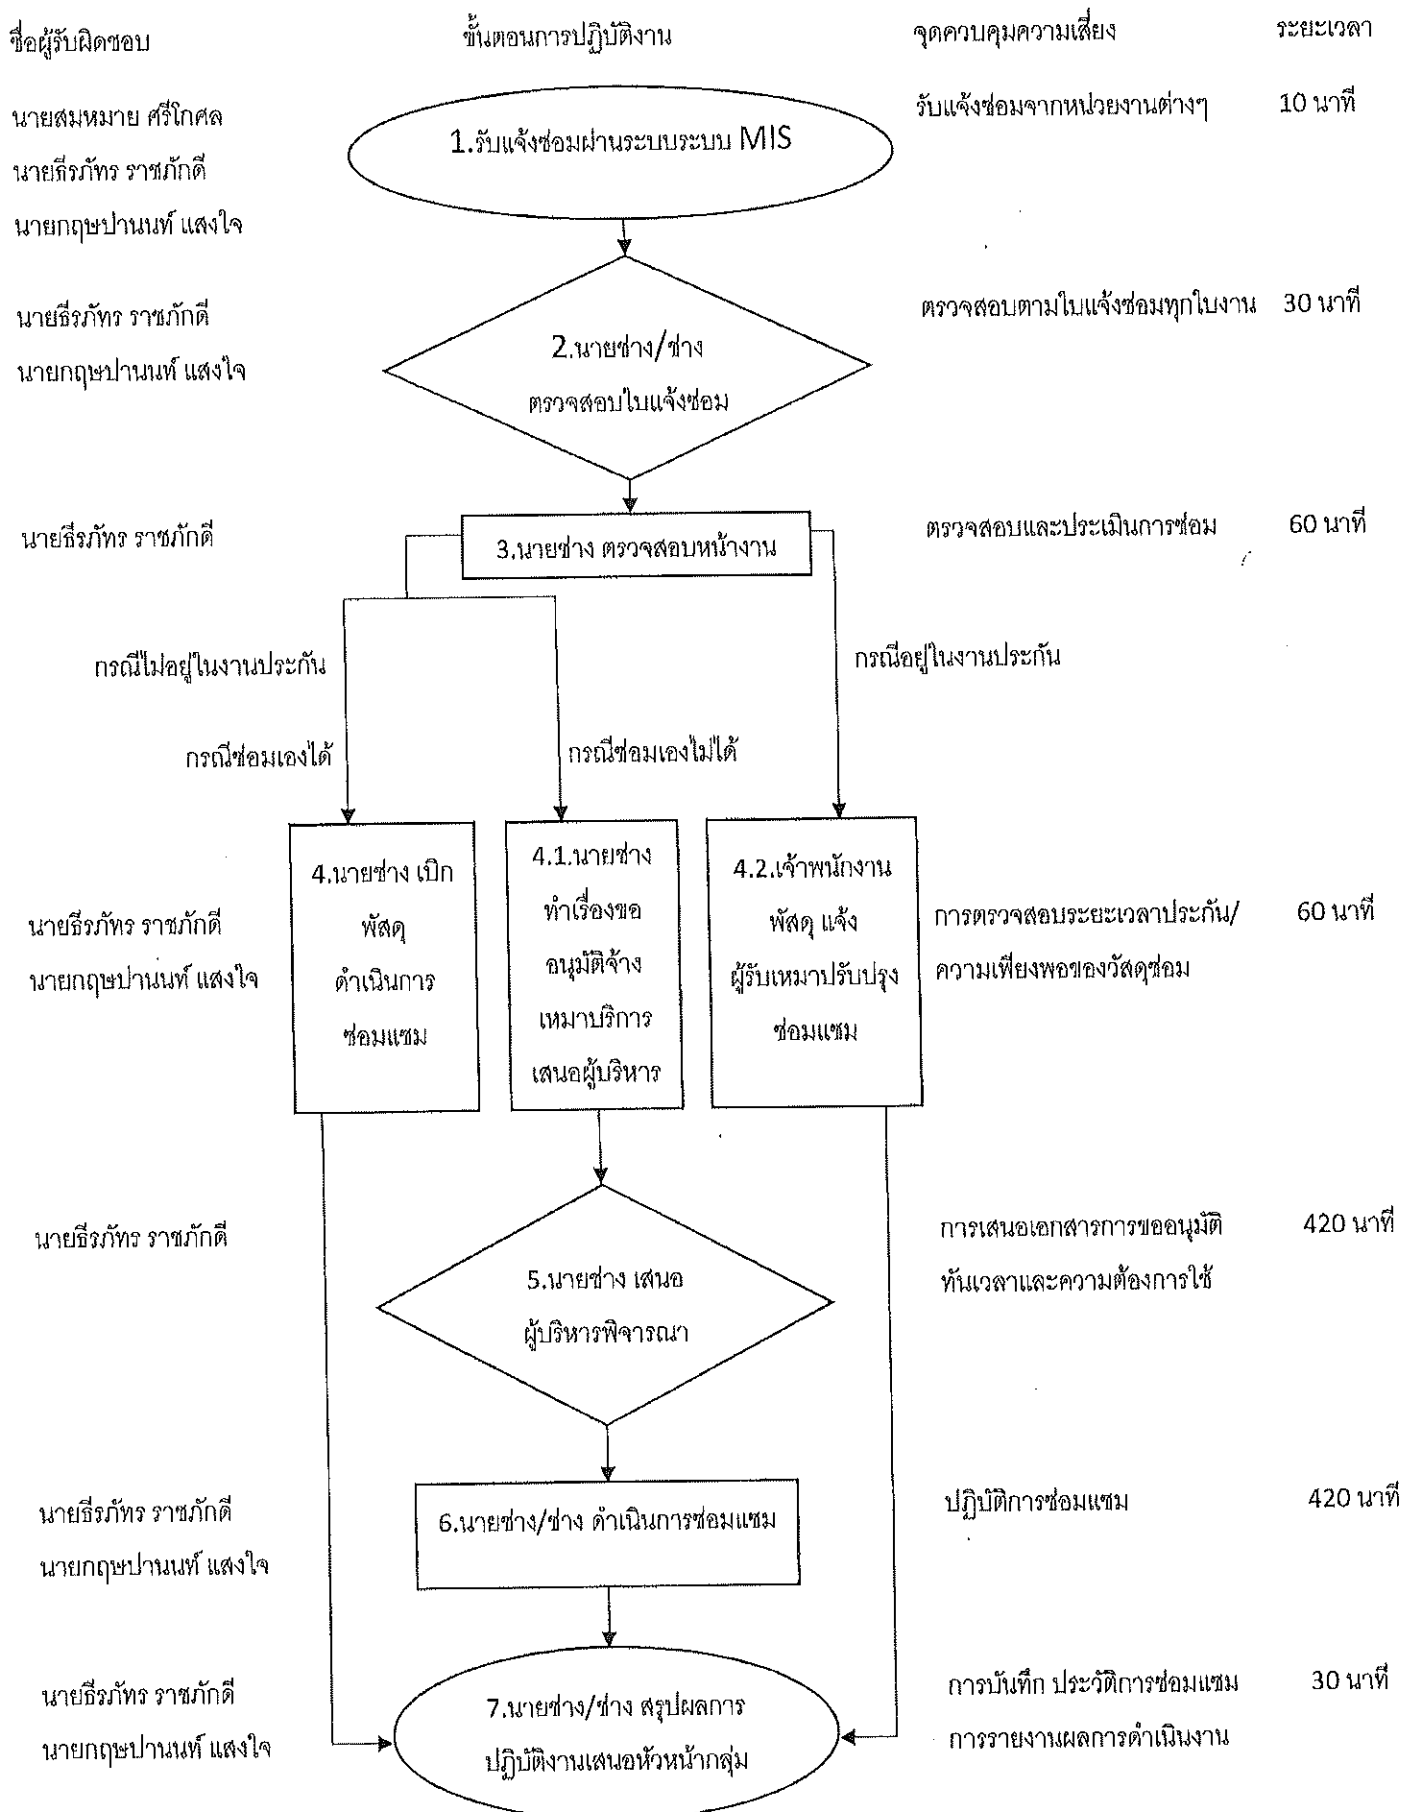 ชื่อผู้รับผิดชอบ ขั้นตอนการปฏิบัติงาน จุดควบคุมความเสี่ยง ระยะเวลา
นายสมหมาย ศรีโกศล
1.รับแจ้งซ่อมผ่านระบบระบบ MIS
รับแจ้งซ่อมจากหน่วยงานต่างๆ 10 นาที
นายธีรภัทร ราชภักดี
นายกฤษปานนท์ แสงใจ
นายธีรภัทร ราชภักดี
นายกฤษปานนท์ แสงใจ
2.นายช่าง/ช่าง
ตรวจสอบใบแจ้งซ่อม
ตรวจสอบตามใบแจ้งซ่อมทุกใบงาน 30 นาที
นายธีรภัทร ราชภักดี
3.นายช่าง ตรวจสอบหน้างาน
ตรวจสอบและประเมินการซ่อม 60 นาที
กรณีไม่อยู่ในงานประกัน
กรณีอยู่ในงานประกัน
กรณีซ่อมเองได้
กรณีซ่อมเองไม่ได้
นายธีรภัทร ราชภักดี
นายกฤษปานนท์ แสงใจ
4.นายช่าง เบิก
พัสดุ
ดำเนินการ
ซ่อมแซม
4.1.นายช่าง
ทำเรื่องขอ
อนุมัติจ้าง
เหมาบริการ
เสนอผู้บริหาร
4.2.เจ้าพนักงาน
พัสดุ แจ้ง
ผู้รับเหมาปรับปรุง
ซ่อมแซม
การตรวจสอบระยะเวลาประกัน/ 60 นาที
ความเพียงพอของวัสดุซ่อม
นายธีรภัทร ราชภักดี
5.นายช่าง เสนอ
ผู้บริหารพิจารณา
การเสนอเอกสารการขออนุมัติ 420 นาที
ทันเวลาและความต้องการใช้
นายธีรภัทร ราชภักดี
นายกฤษปานนท์ แสงใจ
6.นายช่าง/ช่าง ดำเนินการซ่อมแซม
ปฏิบัติการซ่อมแซม 420 นาที
นายธีรภัทร ราชภักดี
นายกฤษปานนท์ แสงใจ
7.นายช่าง/ช่าง สรุปผลการ
ปฏิบัติงานเสนอหัวหน้ากลุ่ม
การบันทึก ประวัติการซ่อมแซม 30 นาที
การรายงานผลการดำเนินงาน